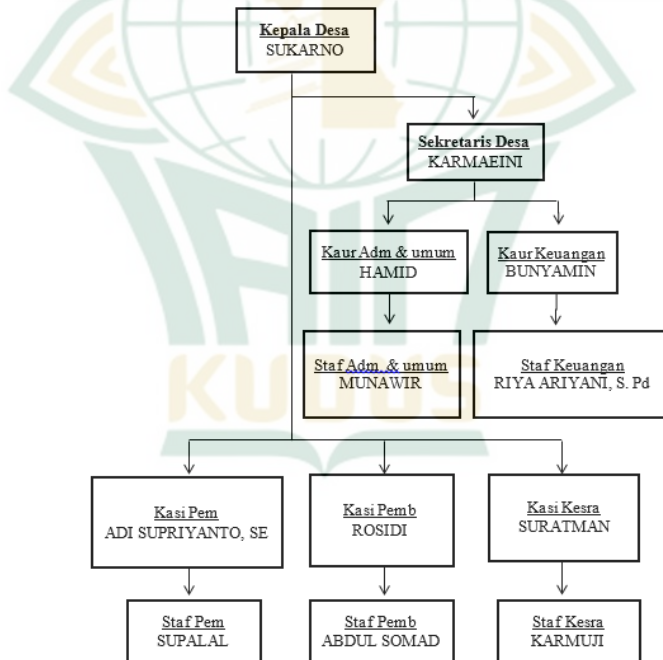 Kepala Desa
SUKARNO
Sekretaris Desa
KARMAEINI
Kaur Adm & umum
HAMID
Kaur Keuangan
BUNYAMIN
Staf Adm. & umum
MUNAWIR
Staf Keuangan
RIYA ARIYANI, S. Pd
IAIN
KUDUS
Kasi Pem
ADI SUPRIYANTO, SE
Kasi Pemb
ROSIDI
Kasi Kesra
SURATMAN
Staf Pem
SUPALAL
Staf Pemb
ABDUL SOMAD
Staf Kesra
KARMUJI